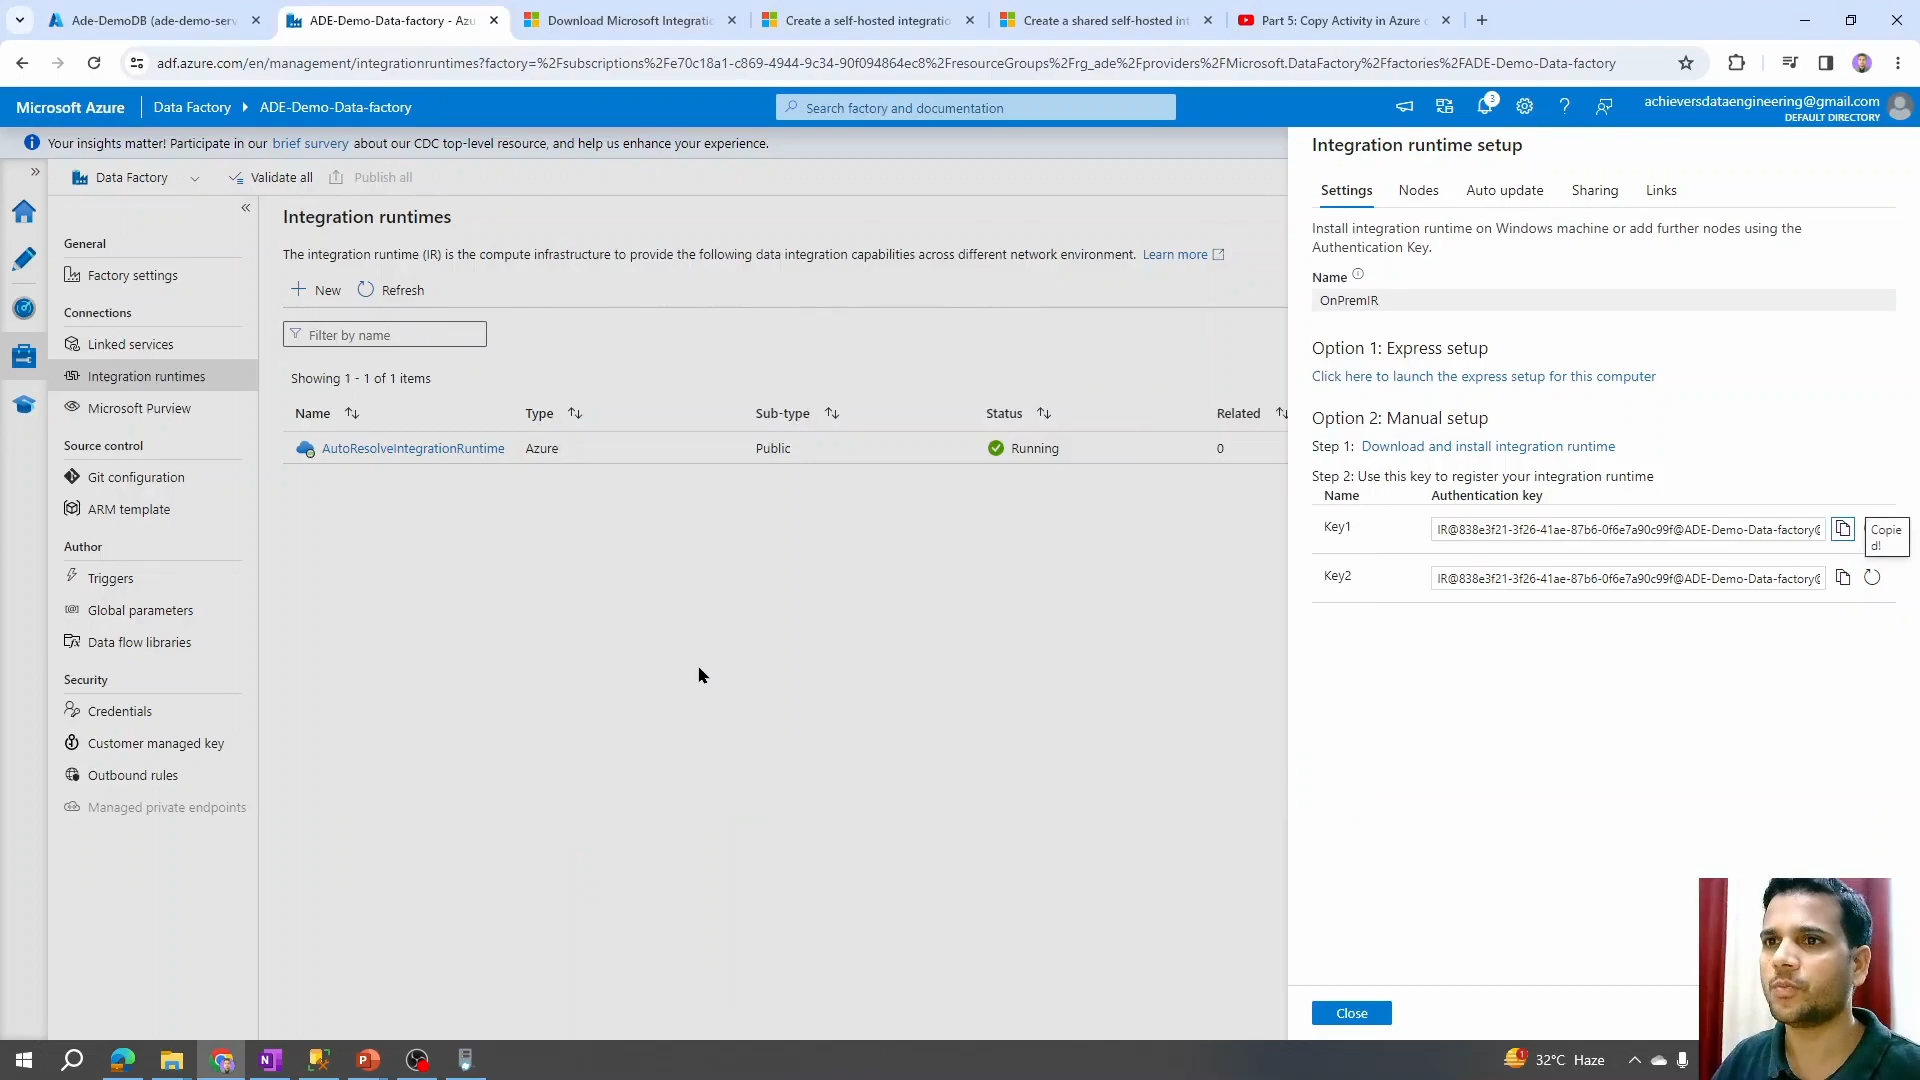 Ade-DemoDB (ade-demo-serv
ADE-Demo-Data-factory - Azu
Download Microsoft Integratio
Create a self-hosted integratio
Create a shared self-hosted int
Part 5: Copy Activity in Azure
adf.azure.com/en/management/integrationruntimes?factory=%2Fsubscriptions%2Fe70c18a1-c869-4944-9c34-90f094864ec8%2FresourceGroups%2Frg_ade%2Fproviders%2FMicrosoft.DataFactory%2Ffactories%2FADE-Demo-Data-factory
Microsoft Azure
Data Factory
ADE-Demo-Data-factory
Search factory and documentation
3
achieversdataengineering@gmail.com
DEFAULT DIRECTORY
Your insights matter! Participate in our brief survey about our CDC top-level resource, and help us enhance your experience.
Data Factory
Validate all
Publish all
General
Factory settings
Connections
Linked services
Integration runtimes
Microsoft Purview
Source control
Git configuration
ARM template
Author
Triggers
Global parameters
Data flow libraries
Security
Credentials
Customer managed key
Outbound rules
Managed private endpoints
Integration runtimes
The integration runtime (IR) is the compute infrastructure to provide the following data integration capabilities across different network environment. Learn more
New
Refresh
Filter by name
Showing 1 - 1 of 1 items
Name Type Sub-type Status Related
AutoResolveIntegrationRuntime Azure Public Running 0
Integration runtime setup
Settings Nodes Auto update Sharing Links
Install integration runtime on Windows machine or add further nodes using the
Authentication Key.
Name
OnPremIR
Option 1: Express setup
Click here to launch the express setup for this computer
Option 2: Manual setup
Step 1: Download and install integration runtime
Step 2: Use this key to register your integration runtime
Name Authentication key
Key1 IR@838e3f21-3f26-41ae-87b6-0f6e7a90c99f@ADE-Demo-Data-factory@
Copie
d!
Key2 IR@838e3f21-3f26-41ae-87b6-0f6e7a90c99f@ADE-Demo-Data-factory@
Close
1
32°C Haze